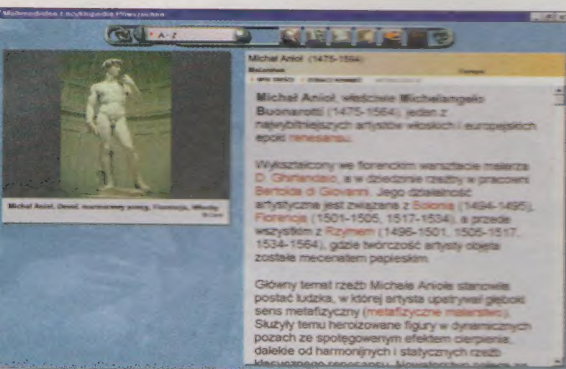 Multimedialna Encyklopedia Powszechna
A-Z
Michał Anioł (1475-1564)
Michał Anioł, Dawid, marmurowy posąg, Florencja, Włochy
Michał Anioł, właściwie Michelangelo
Buonarotti (1475-1564), jeden z
najwybitniejszych artystów włoskich i europejskich
epoki renesansu.
Wykształcony we florenckim warsztacie malarza
D. Ghirlandaio, a w dziedzinie rzeźby w pracowni
Bertolda di Giovanni. Jego działalność
artystyczna jest związana z Bolonią (1494-1495),
Florencją (1501-1505, 1517-1534), a przede
wszystkim z Rzymem (1496-1501, 1505-1517,
1534-1564), gdzie twórczość artysty objęta
została mecenatem papieskim.
Główny temat rzeźb Michała Anioła stanowiła
postać ludzka, w której artysta upatrywał głęboki
sens metafizyczny (metafizyczne malarstwo).
Służyły temu heroizowane figury w dynamicznych
pozach ze spotęgowanym efektem cierpienia,
dalekie od harmonijnych i statycznych rzeźb
klasycznego renesansu.